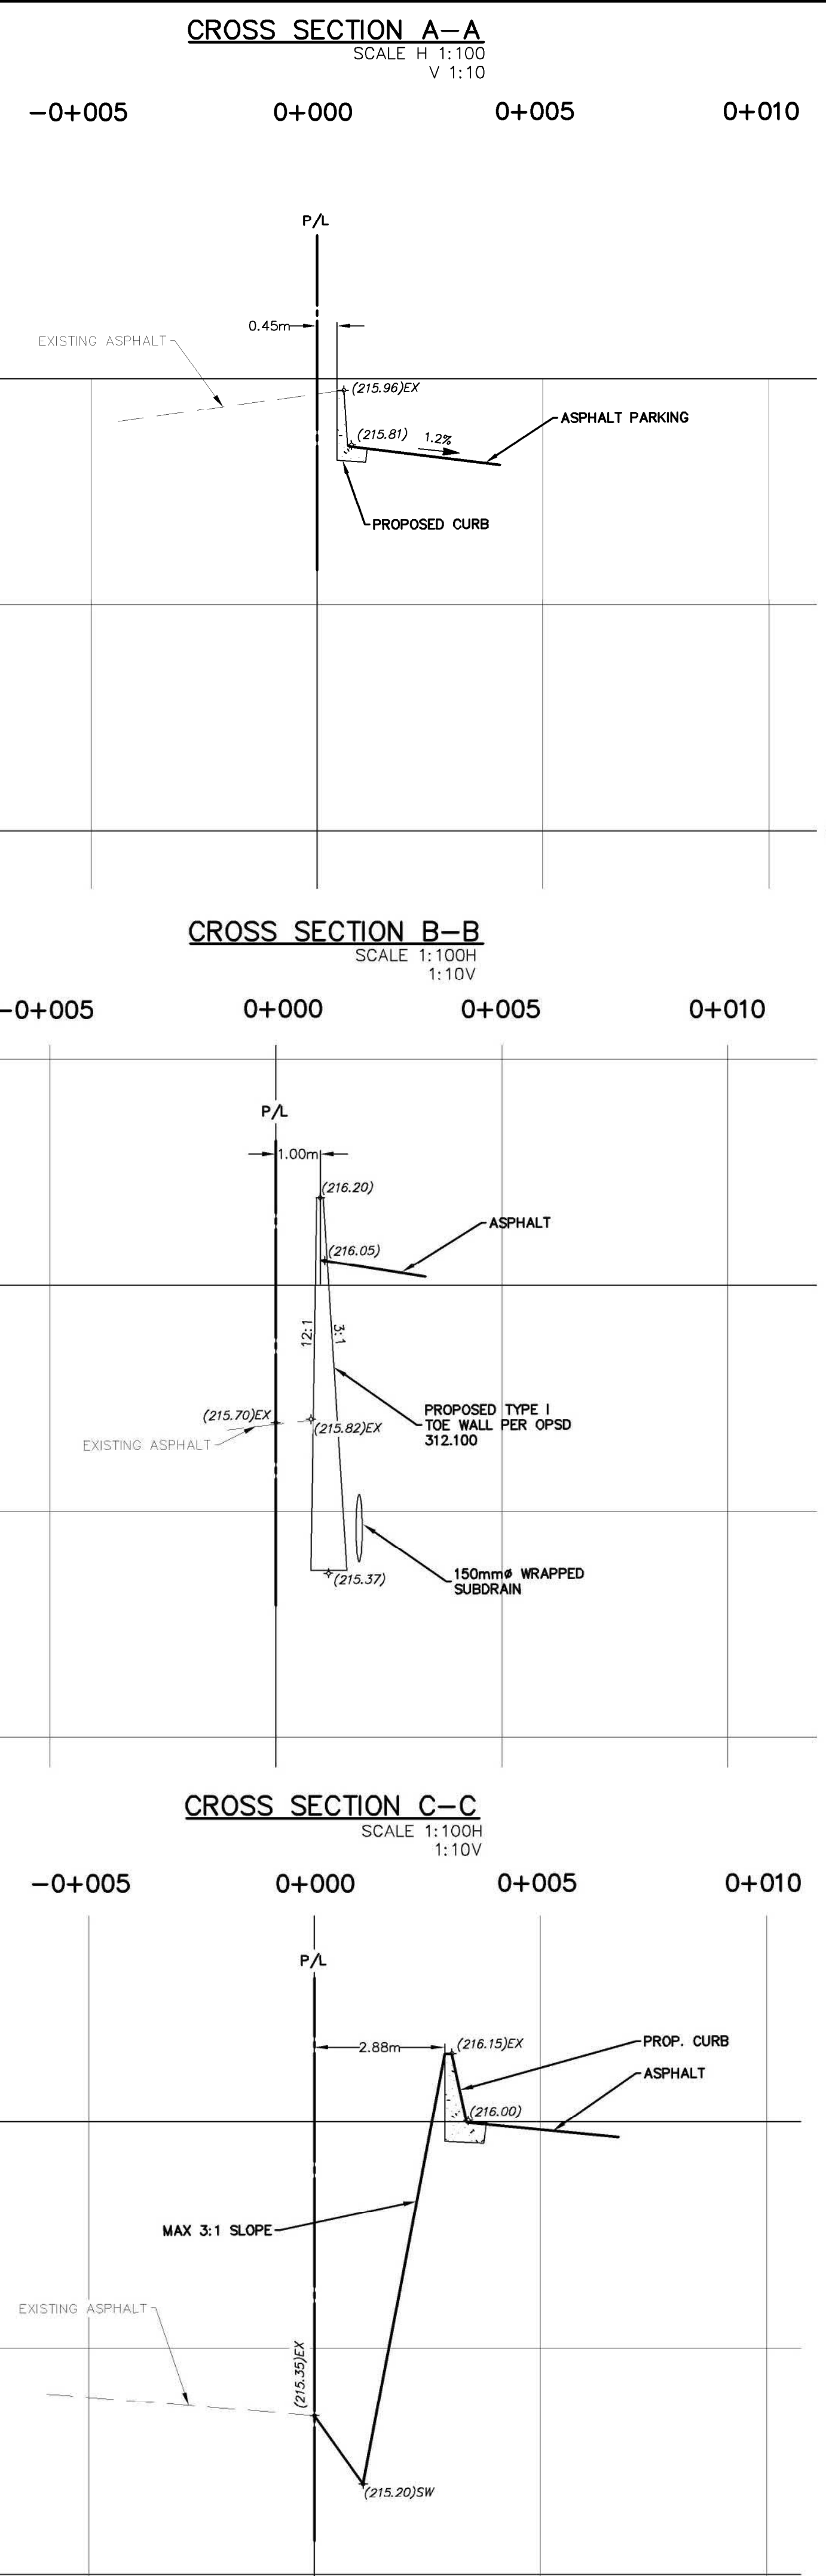 CROSS SECTION A-A
SCALE H 1:100
V 1:10
-0+005 0+000 0+005 0+010
P/L
0.45m
EXISTING ASPHALT
(215.96)EX
ASPHALT PARKING
(215.81)
1.2%
PROPOSED CURB
CROSS SECTION B-B
SCALE 1:100H
1:10V
-0+005 0+000 0+005 0+010
P/L
1.00m
(216.20)
ASPHALT
(216.05)
12:1
3:1
(215.70)EX
PROPOSED TYPE I
TOE WALL PER OPSD
312.100
(215.82)EX
EXISTING ASPHALT
150mmø WRAPPED
SUBDRAIN
(215.37)
CROSS SECTION C-C
SCALE 1:100H
1:10V
-0+005 0+000 0+005 0+010
P/L
2.88m
(216.15)EX
PROP. CURB
ASPHALT
(216.00)
MAX 3:1 SLOPE
EXISTING ASPHALT
(215.35)EX
(215.20)SW